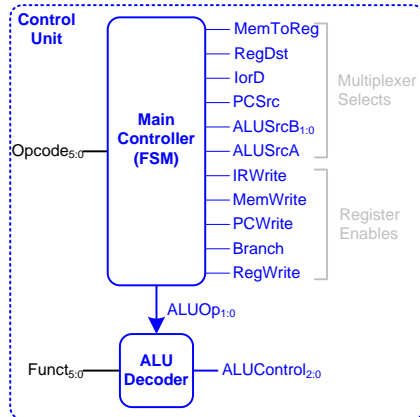 Control
Unit
MemToReg
RegDst
IorD
PCSrc
ALUSrcB1:0
ALUSrcA
Multiplexer
Selects
Main
Controller
(FSM)
Opcode5:0
IRWrite
MemWrite
PCWrite
Branch
RegWrite
Register
Enables
ALUOp1:0
ALU
Decoder
Funct5:0
ALUControl2:0